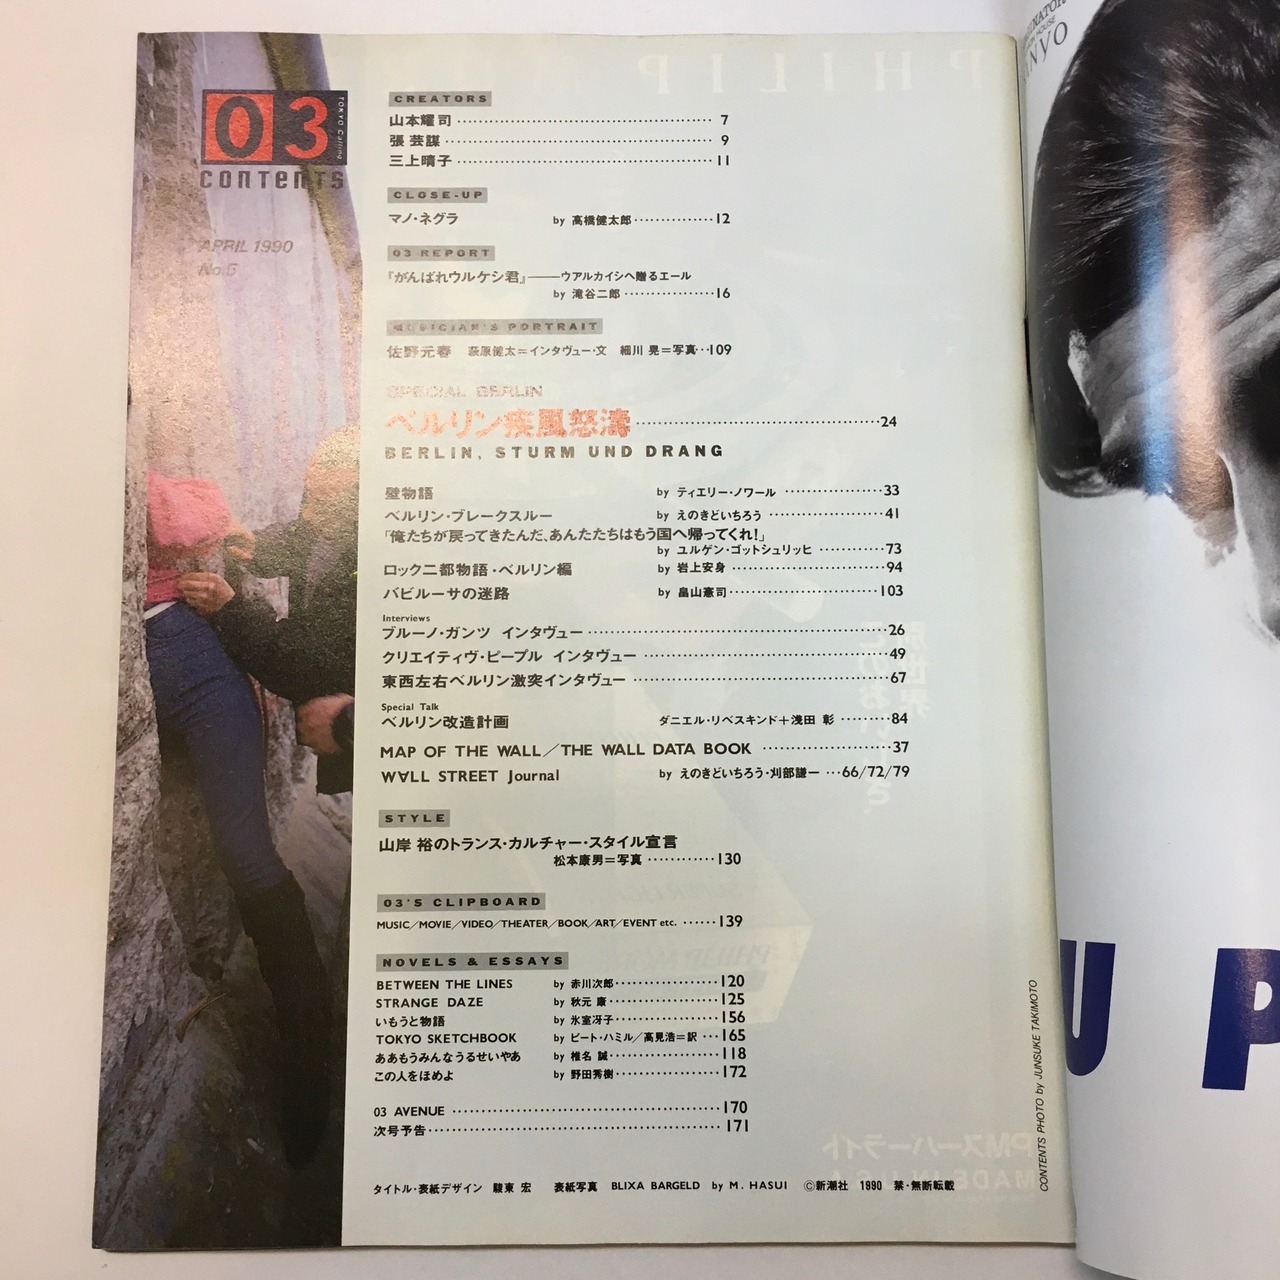 03
TOKYO Calling
contents
APRIL 1990
CREATORS
山本耀司 7
張 芸謀 9
三上晴子 11
CLOSE-UP
マノ・ネグラ by 高橋健太郎 12
03 REPORT
『がんばれウルケシ君』——ウアルカイシへ贈るエール
by 滝谷二郎 16
MUSICIAN'S PORTRAIT
佐野元春 萩原健太＝インタヴュー・文 細川 晃＝写真 109
SPECIAL BERLIN
ベルリン疾風怒濤 24
BERLIN, STURM UND DRANG
壁物語 by ティエリー・ノワール 33
ベルリン・ブレークスルー by えのきどいちろう 41
「俺たちが戻ってきたんだ、あんたたちはもう国へ帰ってくれ!」
by ユルゲン・ゴットシュリッヒ 73
ロック二都物語・ベルリン編 by 岩上安身 94
バビルーサの迷路 by 畠山憲司 103
Interviews
ブルーノ・ガンツ インタヴュー 26
クリエイティヴ・ピープル インタヴュー 49
東西左右ベルリン激突インタヴュー 67
Special Talk
ベルリン改造計画 ダニエル・リベスキンド＋浅田 彰 84
MAP OF THE WALL／THE WALL DATA BOOK 37
W∀LL STREET Journal by えのきどいちろう・刈部謙一 66/72/79
STYLE
山岸 裕のトランス・カルチャー・スタイル宣言
松本康男＝写真 130
03'S CLIPBOARD
MUSIC／MOVIE／VIDEO／THEATER／BOOK／ART／EVENT etc. 139
NOVELS & ESSAYS
BETWEEN THE LINES by 赤川次郎 120
STRANGE DAZE by 秋元 康 125
いもうと物語 by 氷室冴子 156
TOKYO SKETCHBOOK by ピート・ハミル／高見浩＝訳 165
ああもうみんなうるせいやあ by 椎名 誠 118
この人をほめよ by 野田秀樹 172
03 AVENUE 170
次号予告 171
タイトル・表紙デザイン 駿東 宏 表紙写真 BLIXA BARGELD by M. HASUI ©新潮社 1990 禁・無断転載
CONTENTS PHOTO by JUNSUKE TAKIMOTO
UP